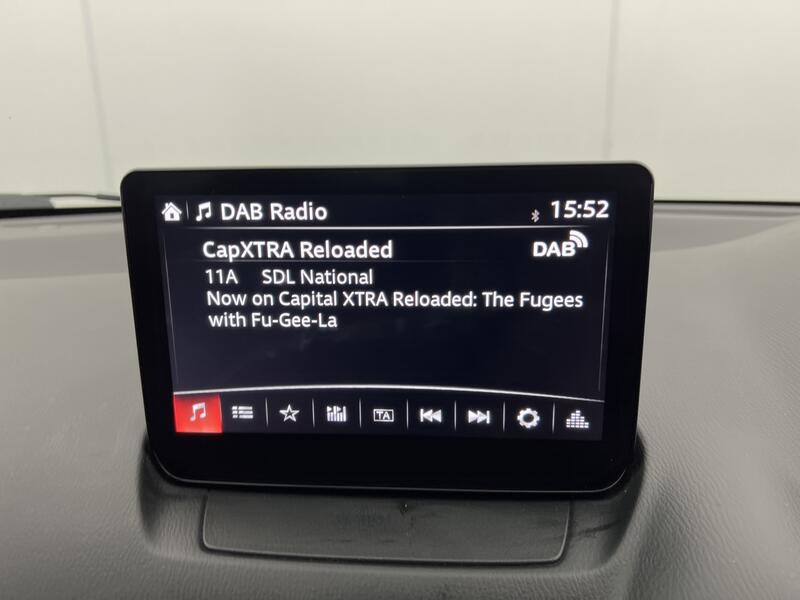 DAB Radio 15:52
CapXTRA Reloaded DAB
11A SDL National
Now on Capital XTRA Reloaded: The Fugees
with Fu-Gee-La
TA